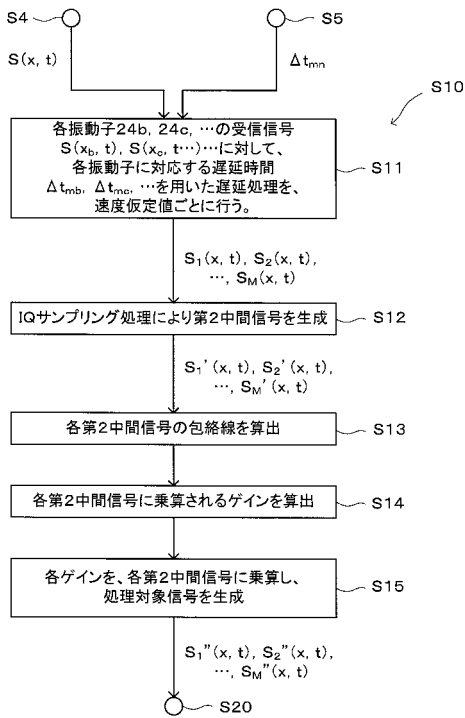 S4
S5
S(x, t)
Δtmn
S10
各振動子24b, 24c, …の受信信号
S(xb, t), S(xc, t…)…に対して、
各振動子に対応する遅延時間
Δtmb, Δtmc, …を用いた遅延処理を、
速度仮定値ごとに行う。
S11
S1(x, t), S2(x, t),
…, SM(x, t)
IQサンプリング処理により第2中間信号を生成
S12
S1'(x, t), S2'(x, t),
…, SM'(x, t)
各第2中間信号の包絡線を算出
S13
各第2中間信号に乗算されるゲインを算出
S14
各ゲインを、各第2中間信号に乗算し、
処理対象信号を生成
S15
S1"(x, t), S2"(x, t),
…, SM"(x, t)
S20